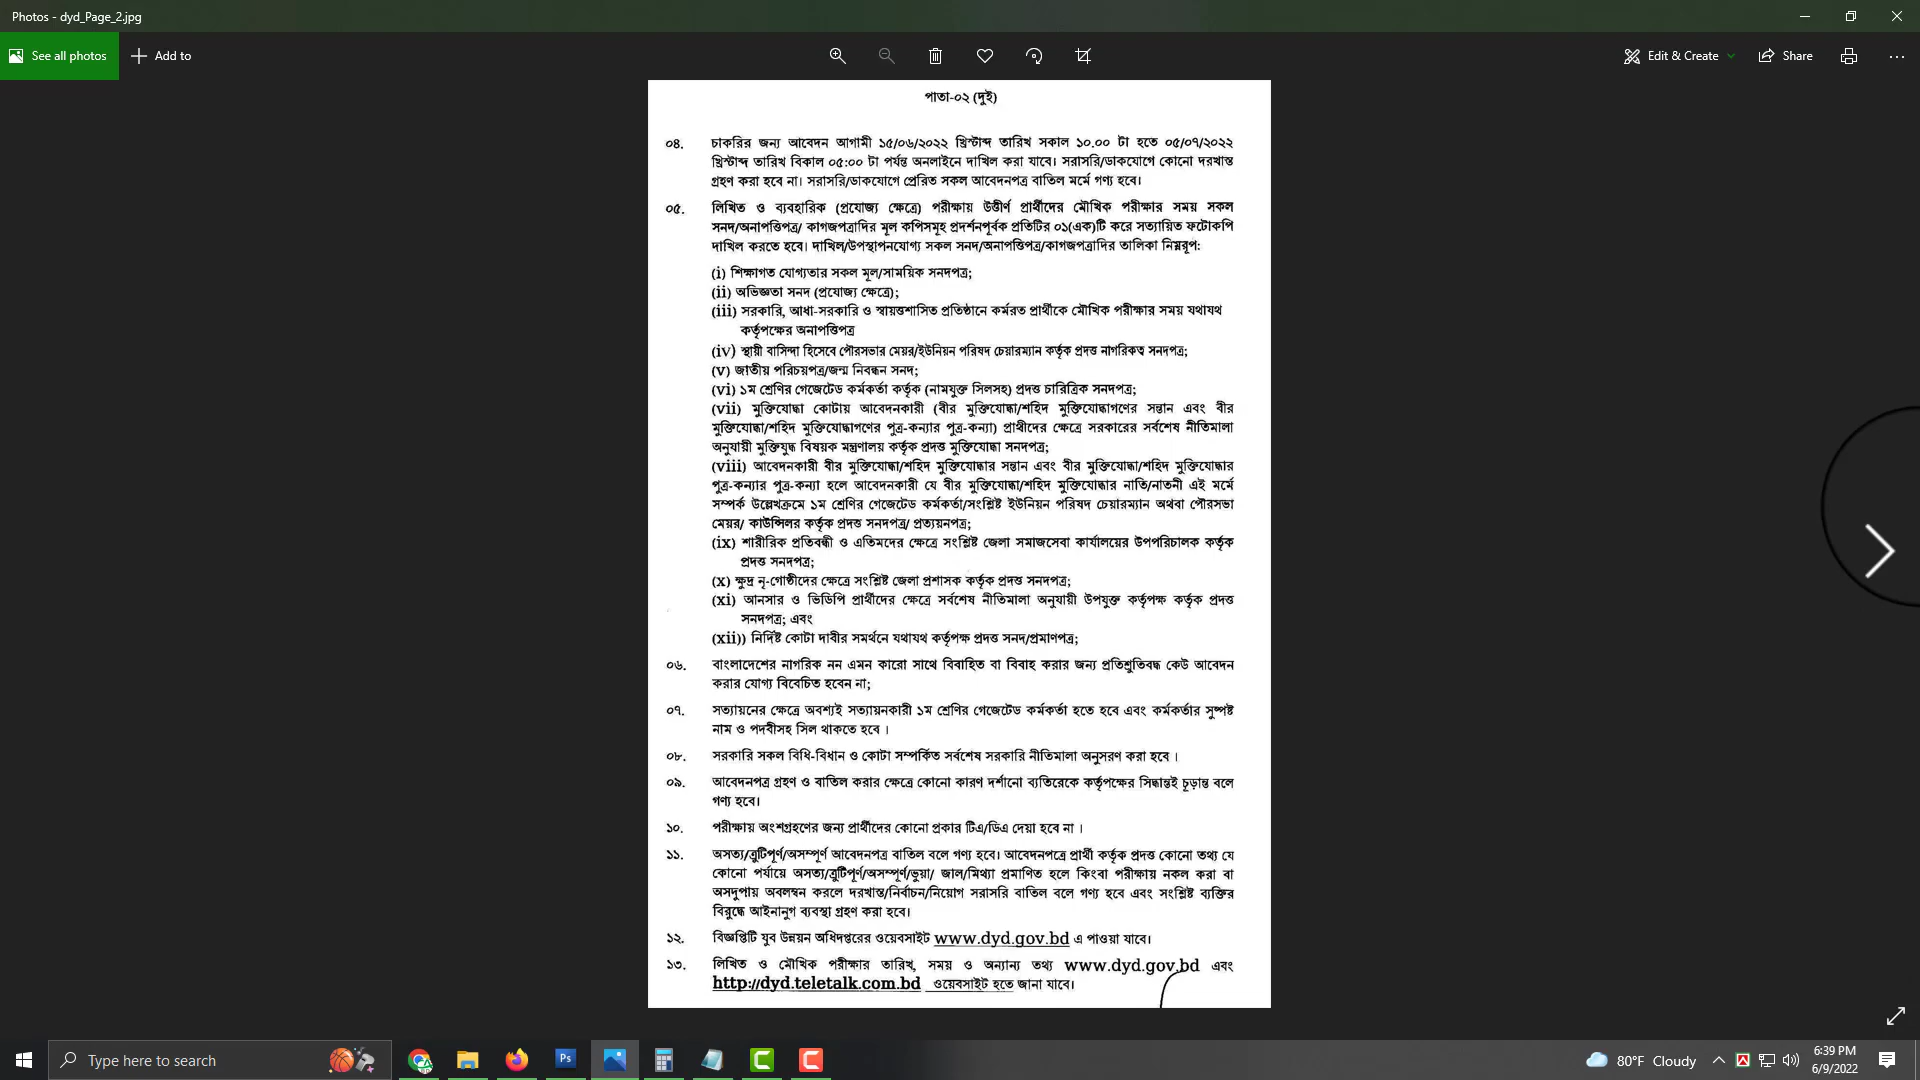 Photos - dyd_Page_2.jpg
See all photos
Add to
Edit & Create
Share
পাতা-০২ (দুই)
০৪. চাকরির জন্য আবেদন আগামী ১৫/০৬/২০২২ খ্রিস্টাব্দ তারিখ সকাল ১০.০০ টা হতে ০৫/০৭/২০২২
খ্রিস্টাব্দ তারিখ বিকাল ০৫:০০ টা পর্যন্ত অনলাইনে দাখিল করা যাবে। সরাসরি/ডাকযোগে কোনো দরখাস্ত
গ্রহণ করা হবে না। সরাসরি/ডাকযোগে প্রেরিত সকল আবেদনপত্র বাতিল মর্মে গণ্য হবে।
০৫. লিখিত ও ব্যবহারিক (প্রযোজ্য ক্ষেত্রে) পরীক্ষায় উত্তীর্ণ প্রার্থীদের মৌখিক পরীক্ষার সময় সকল
সনদ/অনাপত্তিপত্র/ কাগজপত্রাদির মূল কপিসমূহ প্রদর্শনপূর্বক প্রতিটির ০১(এক)টি করে সত্যায়িত ফটোকপি
দাখিল করতে হবে। দাখিল/উপস্থাপনযোগ্য সকল সনদ/অনাপত্তিপত্র/কাগজপত্রাদির তালিকা নিম্নরূপ:
(i) শিক্ষাগত যোগ্যতার সকল মূল/সাময়িক সনদপত্র;
(ii) অভিজ্ঞতা সনদ (প্রযোজ্য ক্ষেত্রে);
(iii) সরকারি, আধা-সরকারি ও স্বায়ত্তশাসিত প্রতিষ্ঠানে কর্মরত প্রার্থীকে মৌখিক পরীক্ষার সময় যথাযথ
কর্তৃপক্ষের অনাপত্তিপত্র
(iv) স্থায়ী বাসিন্দা হিসেবে পৌরসভার মেয়র/ইউনিয়ন পরিষদ চেয়ারম্যান কর্তৃক প্রদত্ত নাগরিকত্ব সনদপত্র;
(v) জাতীয় পরিচয়পত্র/জন্ম নিবন্ধন সনদ;
(vi) ১ম শ্রেণির গেজেটেড কর্মকর্তা কর্তৃক (নামযুক্ত সিলসহ) প্রদত্ত চারিত্রিক সনদপত্র;
(vii) মুক্তিযোদ্ধা কোটায় আবেদনকারী (বীর মুক্তিযোদ্ধা/শহিদ মুক্তিযোদ্ধাগণের সন্তান এবং বীর
মুক্তিযোদ্ধা/শহিদ মুক্তিযোদ্ধাগণের পুত্র-কন্যার পুত্র-কন্যা) প্রার্থীদের ক্ষেত্রে সরকারের সর্বশেষ নীতিমালা
অনুযায়ী মুক্তিযুদ্ধ বিষয়ক মন্ত্রণালয় কর্তৃক প্রদত্ত মুক্তিযোদ্ধা সনদপত্র;
(viii) আবেদনকারী বীর মুক্তিযোদ্ধা/শহিদ মুক্তিযোদ্ধার সন্তান এবং বীর মুক্তিযোদ্ধা/শহিদ মুক্তিযোদ্ধার
পুত্র-কন্যার পুত্র-কন্যা হলে আবেদনকারী যে বীর মুক্তিযোদ্ধা/শহিদ মুক্তিযোদ্ধার নাতি/নাতনী এই মর্মে
সম্পর্ক উল্লেখক্রমে ১ম শ্রেণির গেজেটেড কর্মকর্তা/সংশ্লিষ্ট ইউনিয়ন পরিষদ চেয়ারম্যান অথবা পৌরসভা
মেয়র/ কাউন্সিলর কর্তৃক প্রদত্ত সনদপত্র/ প্রত্যয়নপত্র;
(ix) শারীরিক প্রতিবন্ধী ও এতিমদের ক্ষেত্রে সংশ্লিষ্ট জেলা সমাজসেবা কার্যালয়ের উপপরিচালক কর্তৃক
প্রদত্ত সনদপত্র;
(x) ক্ষুদ্র নৃ-গোষ্ঠীদের ক্ষেত্রে সংশ্লিষ্ট জেলা প্রশাসক কর্তৃক প্রদত্ত সনদপত্র;
(xi) আনসার ও ভিডিপি প্রার্থীদের ক্ষেত্রে সর্বশেষ নীতিমালা অনুযায়ী উপযুক্ত কর্তৃপক্ষ কর্তৃক প্রদত্ত
সনদপত্র; এবং
(xii)) নির্দিষ্ট কোটা দাবীর সমর্থনে যথাযথ কর্তৃপক্ষ প্রদত্ত সনদ/প্রমাণপত্র;
০৬. বাংলাদেশের নাগরিক নন এমন কারো সাথে বিবাহিত বা বিবাহ করার জন্য প্রতিশ্রুতিবদ্ধ কেউ আবেদন
করার যোগ্য বিবেচিত হবেন না;
০৭. সত্যায়নের ক্ষেত্রে অবশ্যই সত্যায়নকারী ১ম শ্রেণির গেজেটেড কর্মকর্তা হতে হবে এবং কর্মকর্তার সুষ্পষ্ট
নাম ও পদবীসহ সিল থাকতে হবে ।
০৮. সরকারি সকল বিধি-বিধান ও কোটা সম্পর্কিত সর্বশেষ সরকারি নীতিমালা অনুসরণ করা হবে ।
০৯. আবেদনপত্র গ্রহণ ও বাতিল করার ক্ষেত্রে কোনো কারণ দর্শানো ব্যতিরেকে কর্তৃপক্ষের সিদ্ধান্তই চূড়ান্ত বলে
গণ্য হবে।
১০. পরীক্ষায় অংশগ্রহণের জন্য প্রার্থীদের কোনো প্রকার টিএ/ডিএ দেয়া হবে না ।
১১. অসত্য/ত্রুটিপূর্ণ/অসম্পূর্ণ আবেদনপত্র বাতিল বলে গণ্য হবে। আবেদনপত্রে প্রার্থী কর্তৃক প্রদত্ত কোনো তথ্য যে
কোনো পর্যায়ে অসত্য/ত্রুটিপূর্ণ/অসম্পূর্ণ/ভুয়া/ জাল/মিথ্যা প্রমাণিত হলে কিংবা পরীক্ষায় নকল করা বা
অসদুপায় অবলম্বন করলে দরখাস্ত/নির্বাচন/নিয়োগ সরাসরি বাতিল বলে গণ্য হবে এবং সংশ্লিষ্ট ব্যক্তির
বিরুদ্ধে আইনানুগ ব্যবস্থা গ্রহণ করা হবে।
১২. বিজ্ঞপ্তিটি যুব উন্নয়ন অধিদপ্তরের ওয়েবসাইট www.dyd.gov.bd এ পাওয়া যাবে।
১৩. লিখিত ও মৌখিক পরীক্ষার তারিখ, সময় ও অন্যান্য তথ্য www.dyd.gov.bd এবং
http://dyd.teletalk.com.bd ওয়েবসাইট হতে জানা যাবে।
Type here to search
Ps
80°F Cloudy
6:39 PM
6/9/2022